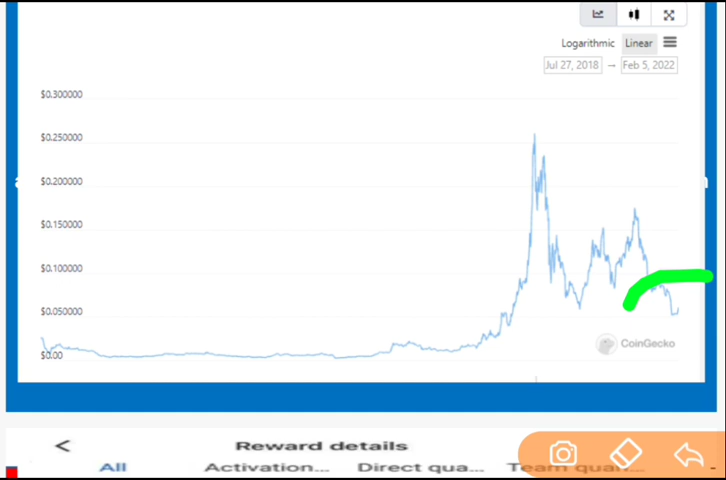 Logarithmic Linear
Jul 27, 2018 → Feb 5, 2022
$0.300000
$0.250000
$0.200000
$0.150000
$0.100000
$0.050000
$0.00
CoinGecko
Reward details
All Activation... Direct qua... Team qua...